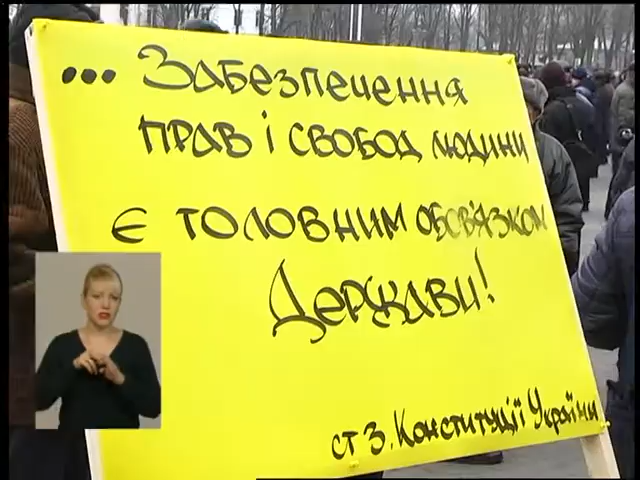 ... Забезпечення
прав і свобод людини
є головним обов'язком
Держави!
ст 3. Конституції України